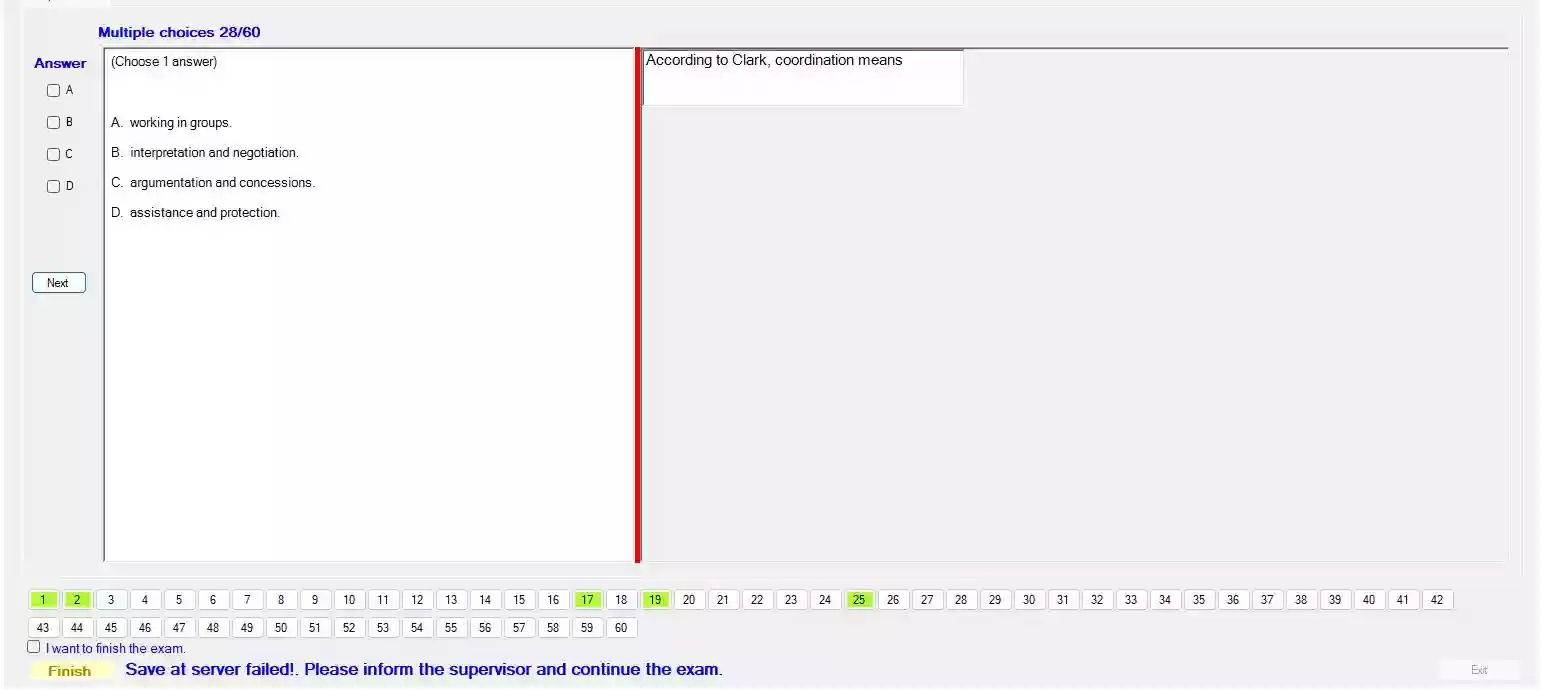 Multiple choices 28/60
Answer
(Choose 1 answer)
According to Clark, coordination means
A
B
C
D
A. working in groups.
B. interpretation and negotiation.
C. argumentation and concessions.
D. assistance and protection.
Next
1 2 3 4 5 6 7 8 9 10 11 12 13 14 15 16 17 18 19 20 21 22 23 24 25 26 27 28 29 30 31 32 33 34 35 36 37 38 39 40 41 42
43 44 45 46 47 48 49 50 51 52 53 54 55 56 57 58 59 60
I want to finish the exam.
Finish
Save at server failed!. Please inform the supervisor and continue the exam.
Exit